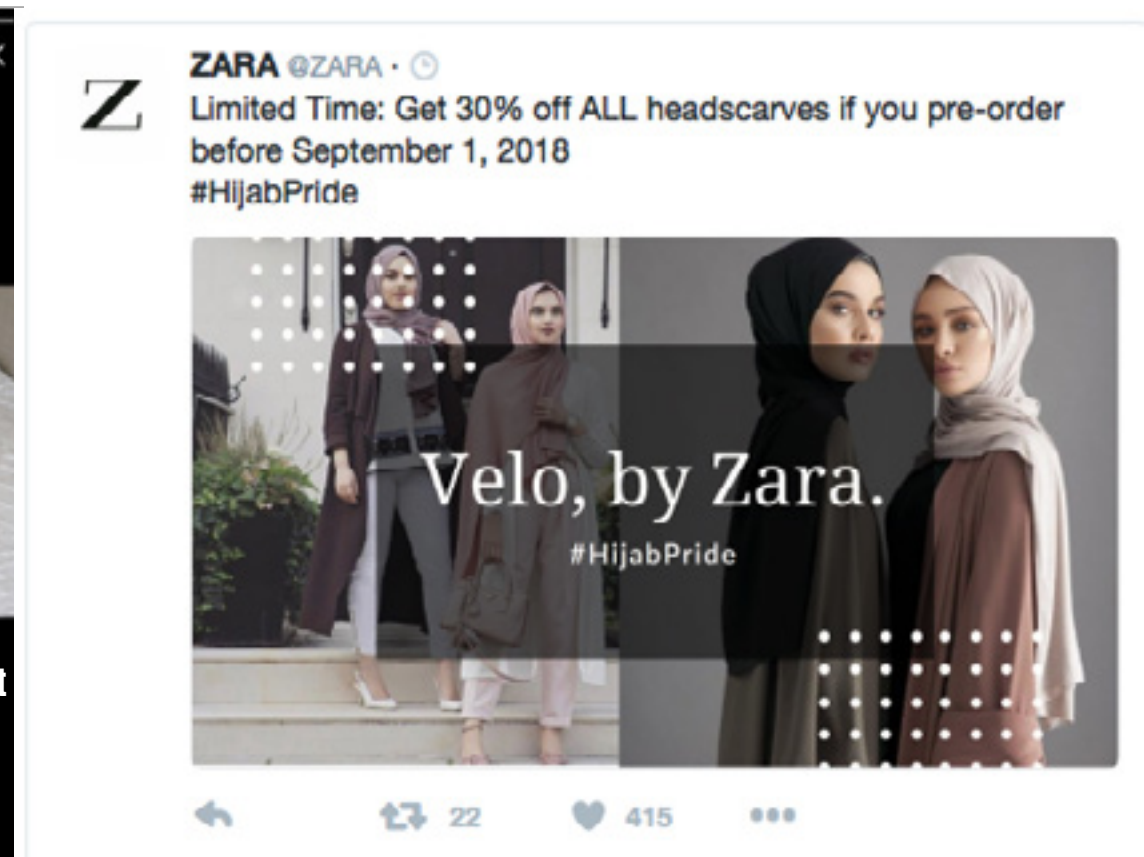 ZARA @ZARA ·
Z
Limited Time: Get 30% off ALL headscarves if you pre-order
before September 1, 2018
#HijabPride
Velo, by Zara.
#HijabPride
22 415
t